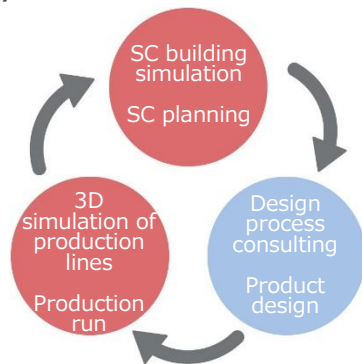 SC building
simulation
SC planning
3D
simulation of
production
lines
Production
run
Design
process
consulting
Product
design